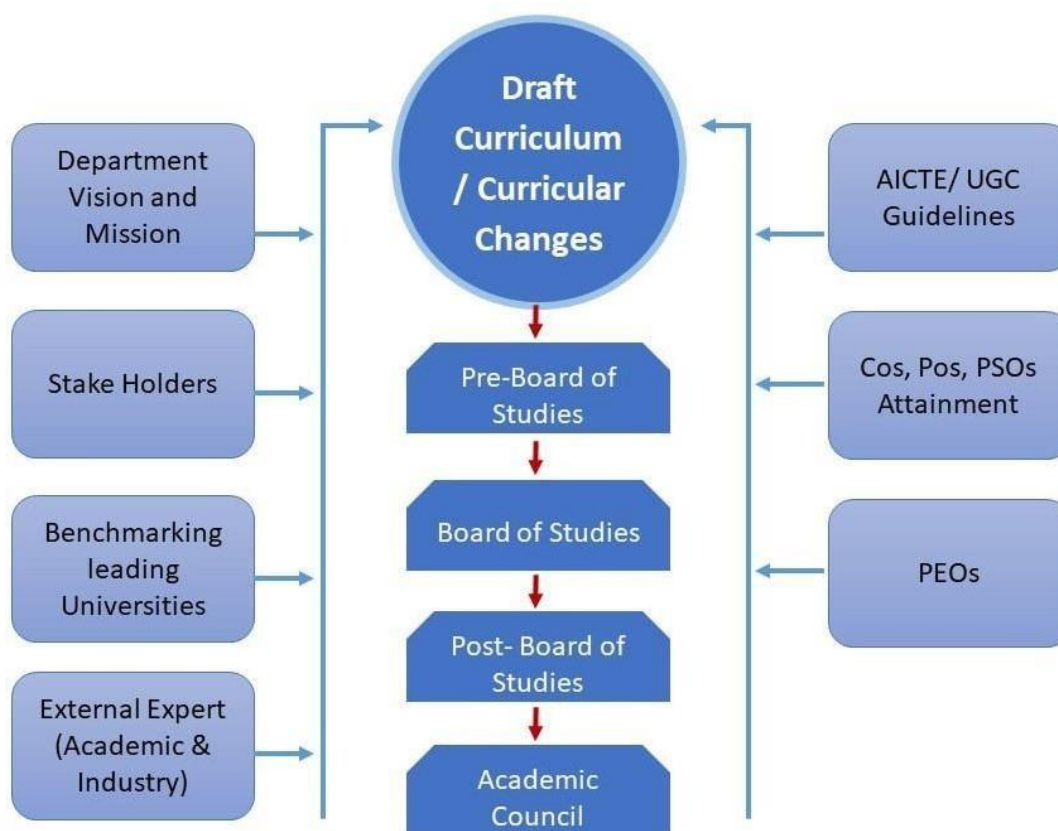 Draft
Curriculum
/ Curricular
Changes
Department
Vision and
Mission
Stake Holders
Benchmarking
leading
Universities
External Expert
(Academic &
Industry)
Pre-Board of
Studies
Board of Studies
Post- Board of
Studies
Academic
Council
AICTE/ UGC
Guidelines
Cos, Pos, PSOs
Attainment
PEOs